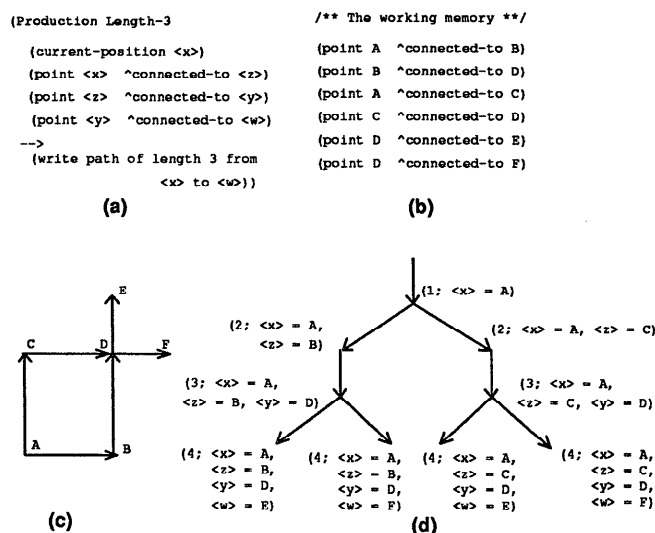 (Production Length-3
(current-position <x>)
(point <x> ^connected-to <z>)
(point <z> ^connected-to <y>)
(point <y> ^connected-to <w>)
-->
(write path of length 3 from
<x> to <w>))
(a)
/** The working memory **/
(point A ^connected-to B)
(point B ^connected-to D)
(point A ^connected-to C)
(point C ^connected-to D)
(point D ^connected-to E)
(point D ^connected-to F)
(b)
E
C D F
A B
(c)
(1; <x> = A)
(2; <x> = A,
<z> = B)
(2; <x> = A, <z> = C)
(3; <x> = A,
<z> = B, <y> = D)
(3; <x> = A,
<z> = C, <y> = D)
(4; <x> = A,
<z> = B,
<y> = D,
<w> = E)
(4; <x> = A,
<z> = B,
<y> = D,
<w> = F)
(4; <x> = A,
<z> = C,
<y> = D,
<w> = E)
(4; <x> = A,
<z> = C,
<y> = D,
<w> = F)
(d)